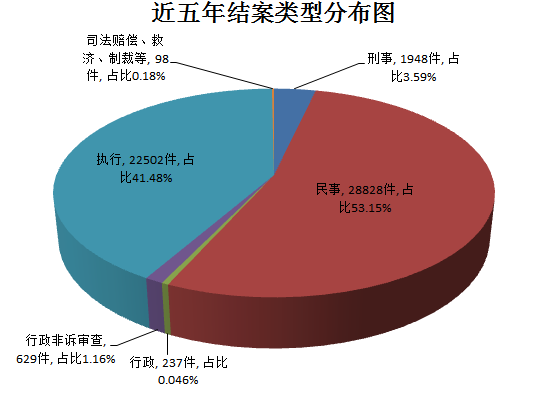 近五年结案类型分布图
司法赔偿、救
济、制裁等, 98
件, 占比0.18%
刑事, 1948件, 占
比3.59%
执行, 22502件, 占
比41.48%
民事, 28828件, 占
比53.15%
行政非诉审查,
629件, 占比1.16%
行政, 237件, 占比
0.046%